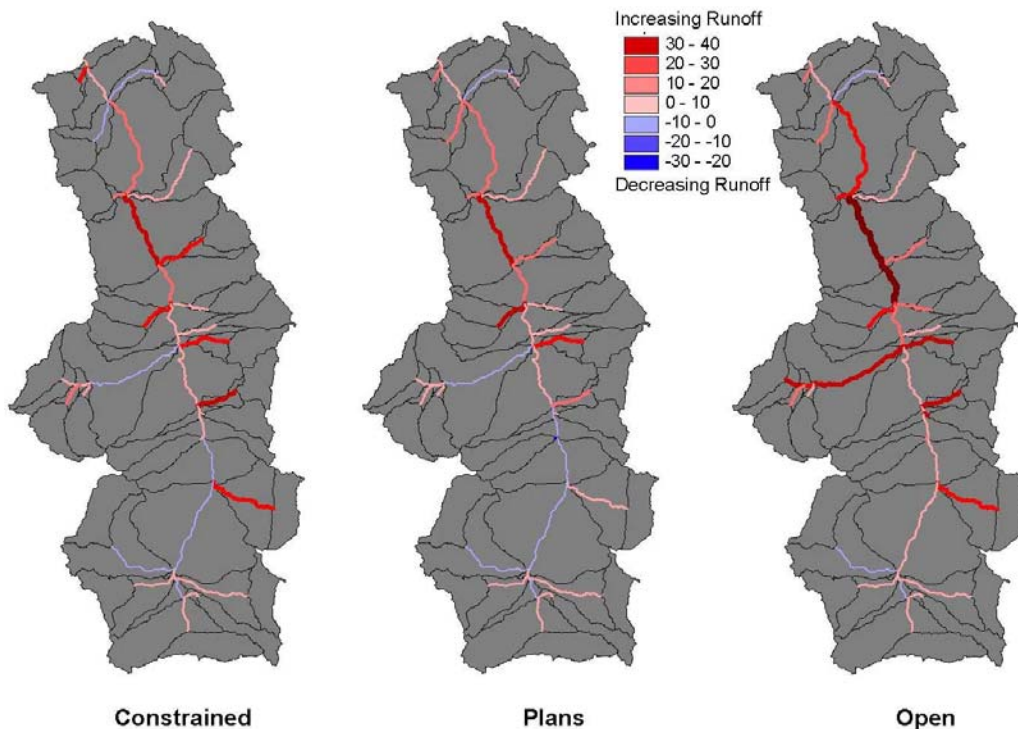 Increasing Runoff
30 - 40
20 - 30
10 - 20
0 - 10
-10 - 0
-20 - -10
-30 - -20
Decreasing Runoff
Constrained
Plans
Open